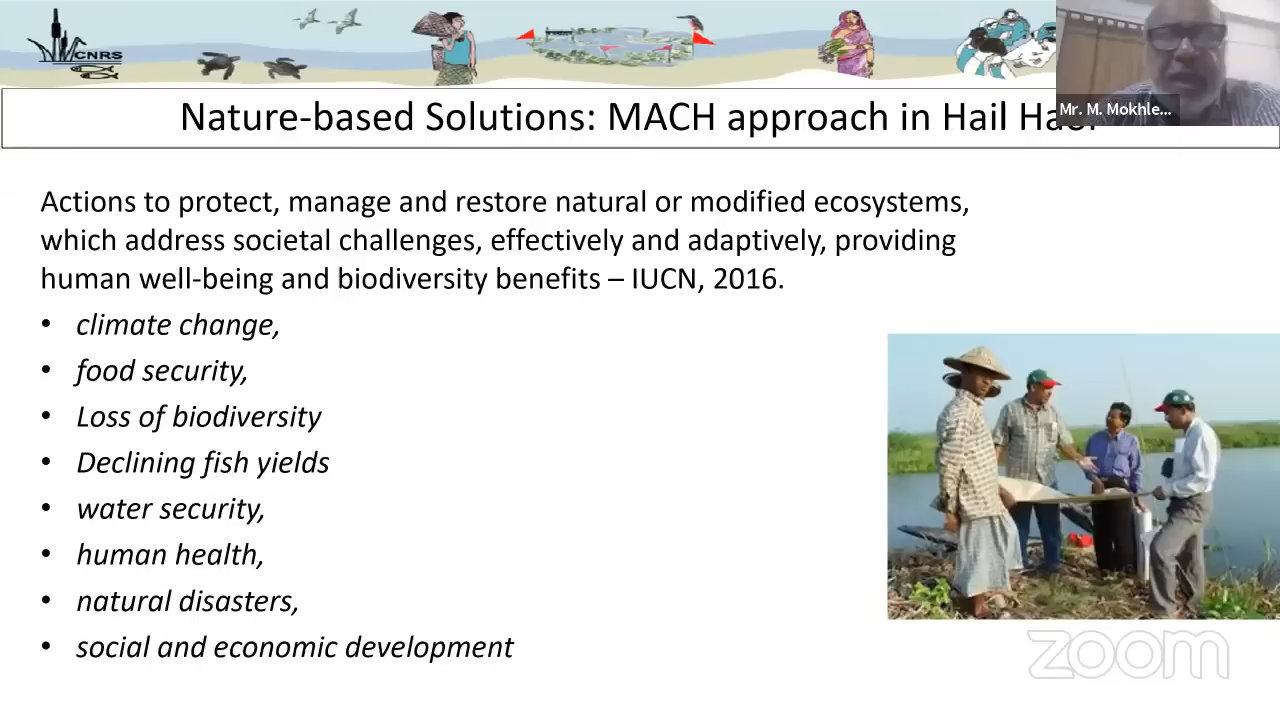 CNRS
Nature-based Solutions: MACH approach in Hail
Mr. M. Mokhle...
Actions to protect, manage and restore natural or modified ecosystems,
which address societal challenges, effectively and adaptively, providing
human well-being and biodiversity benefits – IUCN, 2016.
• climate change,
• food security,
• Loss of biodiversity
• Declining fish yields
• water security,
• human health,
• natural disasters,
• social and economic development
zoom